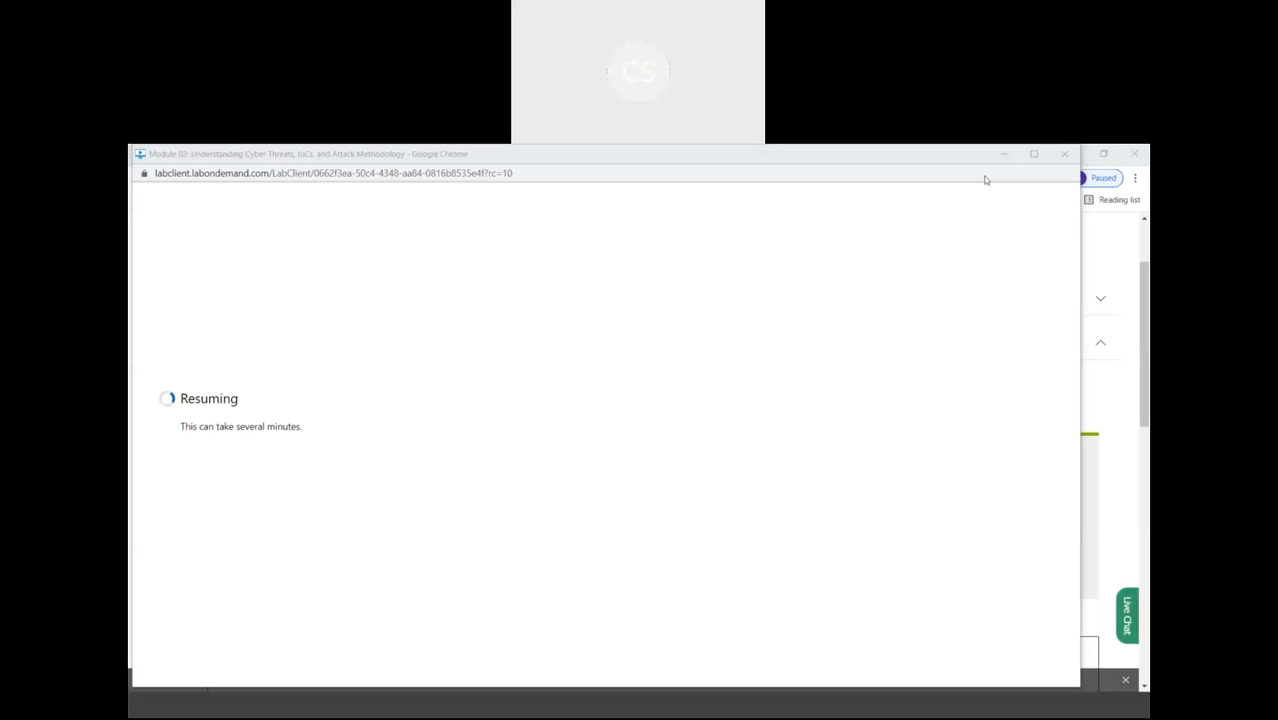 CS
Module 02: Understanding Cyber Threats, IoCs, and Attack Methodology - Google Chrome
labclient.labondemand.com/LabClient/0662f3ea-50c4-4348-aa84-0816b8535e4f?rc=10
Paused
Reading list
Resuming
This can take several minutes.
Live Chat